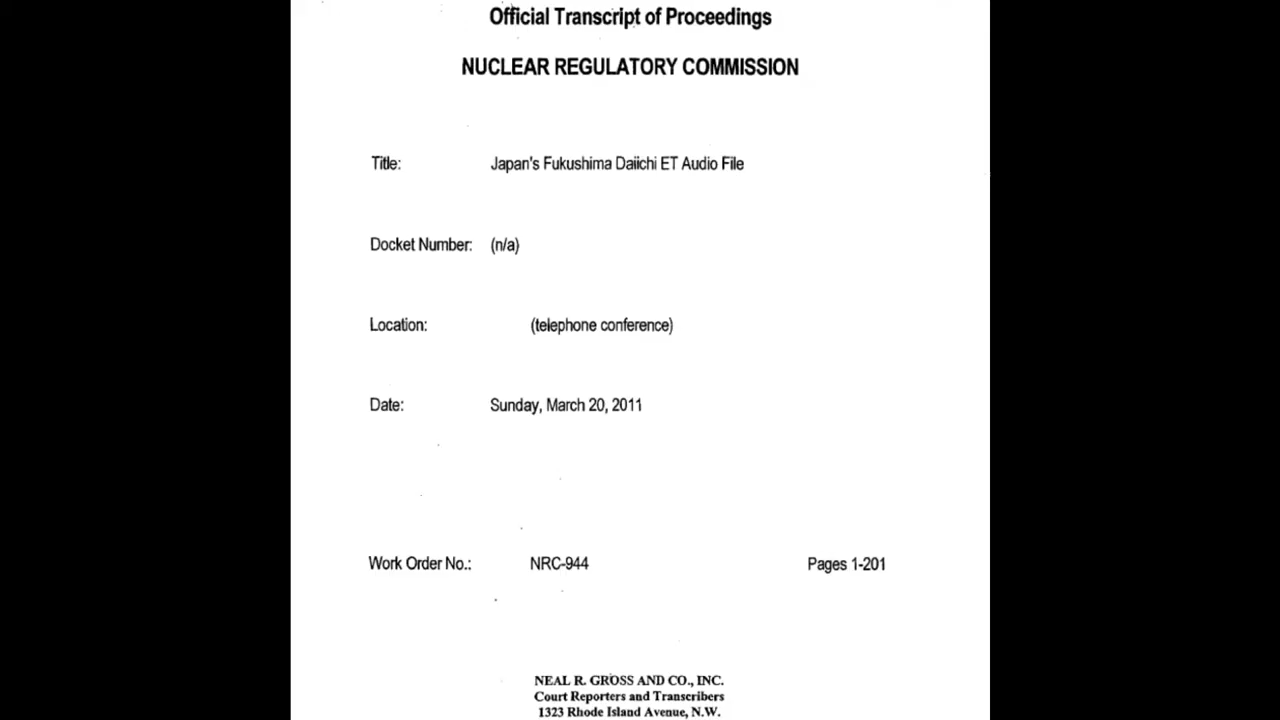 Official Transcript of Proceedings
NUCLEAR REGULATORY COMMISSION
Title: Japan's Fukushima Daiichi ET Audio File
Docket Number: (n/a)
Location: (telephone conference)
Date: Sunday, March 20, 2011
Work Order No.: NRC-944 Pages 1-201
NEAL R. GROSS AND CO., INC.
Court Reporters and Transcribers
1323 Rhode Island Avenue, N.W.